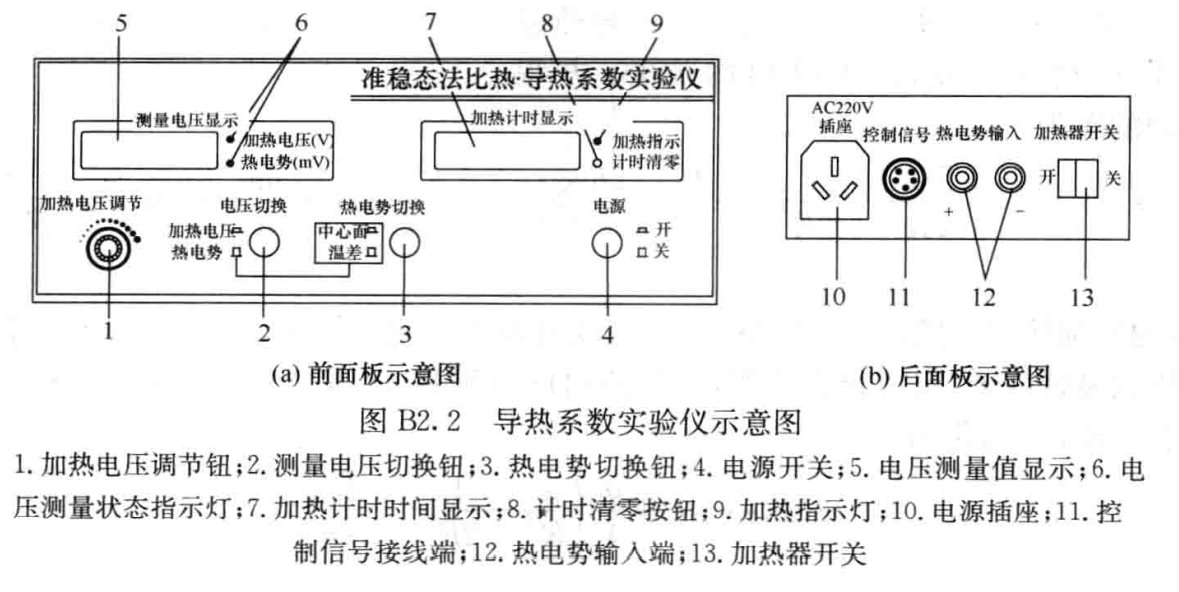 5
6
7
8
9
准稳态法比热·导热系数实验仪
测量电压显示
加热电压(V)
热电势(mV)
加热计时显示
加热指示
计时清零
加热电压调节
电压切换
热电势切换
电源
加热电压
热电势
中心面
温差
开
关
1
2
3
4
(a) 前面板示意图
AC220V
插座
控制信号
热电势输入
加热器开关
开
关
+
−
10
11
12
13
(b) 后面板示意图
图 B2.2 导热系数实验仪示意图
1. 加热电压调节钮;2. 测量电压切换钮;3. 热电势切换钮;4. 电源开关;5. 电压测量值显示;6. 电
压测量状态指示灯;7. 加热计时时间显示;8. 计时清零按钮;9. 加热指示灯;10. 电源插座;11. 控
制信号接线端;12. 热电势输入端;13. 加热器开关